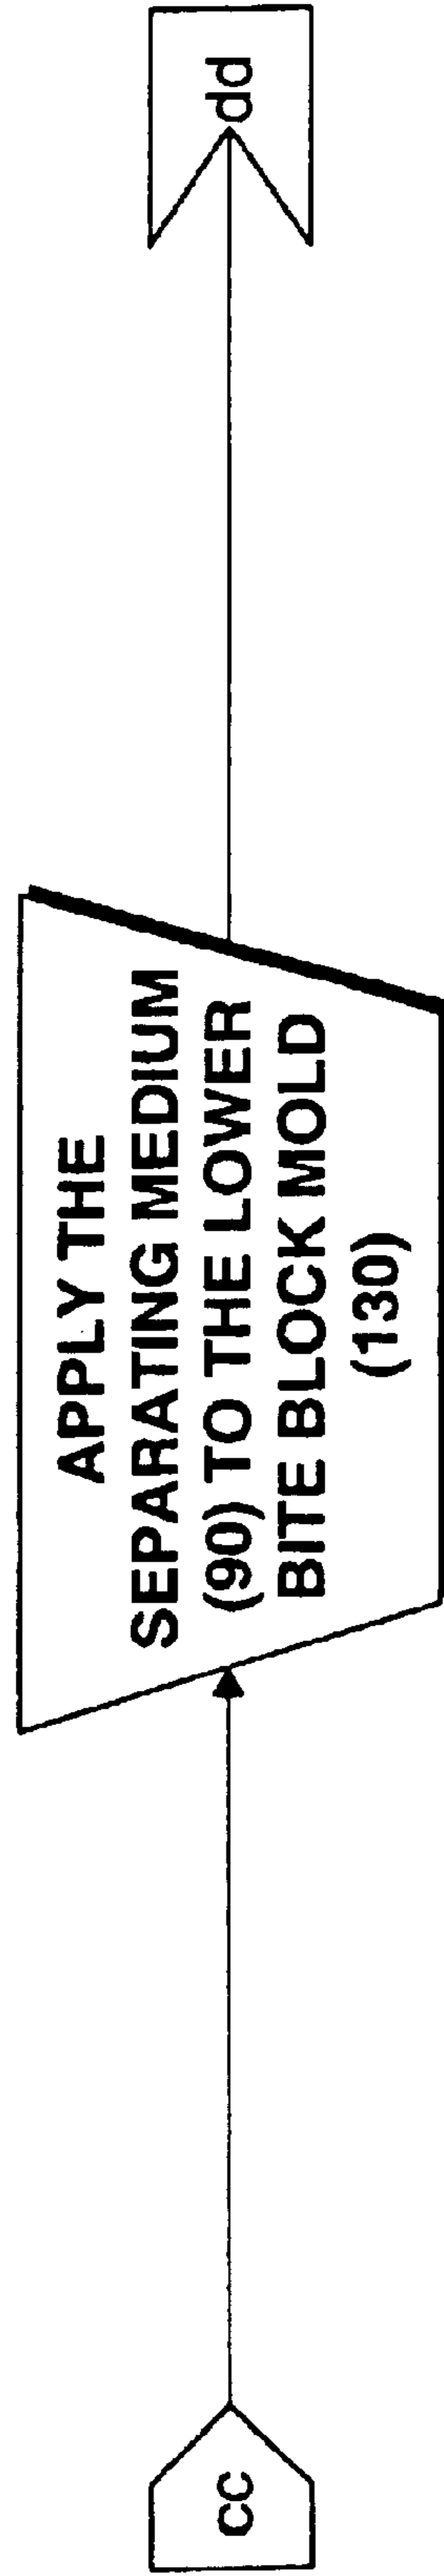 cc
APPLY THE
SEPARATING MEDIUM
(90) TO THE LOWER
BITE BLOCK MOLD
(130)
dd